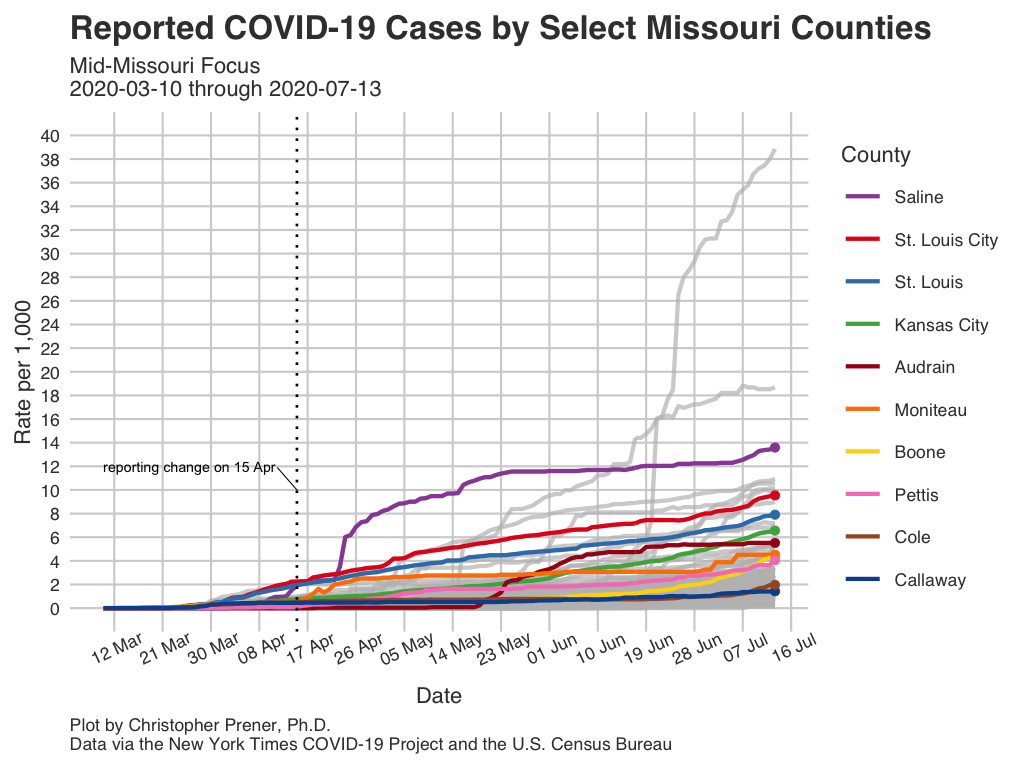 Reported COVID-19 Cases by Select Missouri Counties
Mid-Missouri Focus
2020-03-10 through 2020-07-13
Rate per 1,000
40
38
36
34
32
30
28
26
24
22
20
18
16
14
12
10
8
6
4
2
0
reporting change on 15 Apr
12 Mar
21 Mar
30 Mar
08 Apr
17 Apr
26 Apr
05 May
14 May
23 May
01 Jun
10 Jun
19 Jun
28 Jun
07 Jul
16 Jul
Date
County
Saline
St. Louis City
St. Louis
Kansas City
Audrain
Moniteau
Boone
Pettis
Cole
Callaway
Plot by Christopher Prener, Ph.D.
Data via the New York Times COVID-19 Project and the U.S. Census Bureau